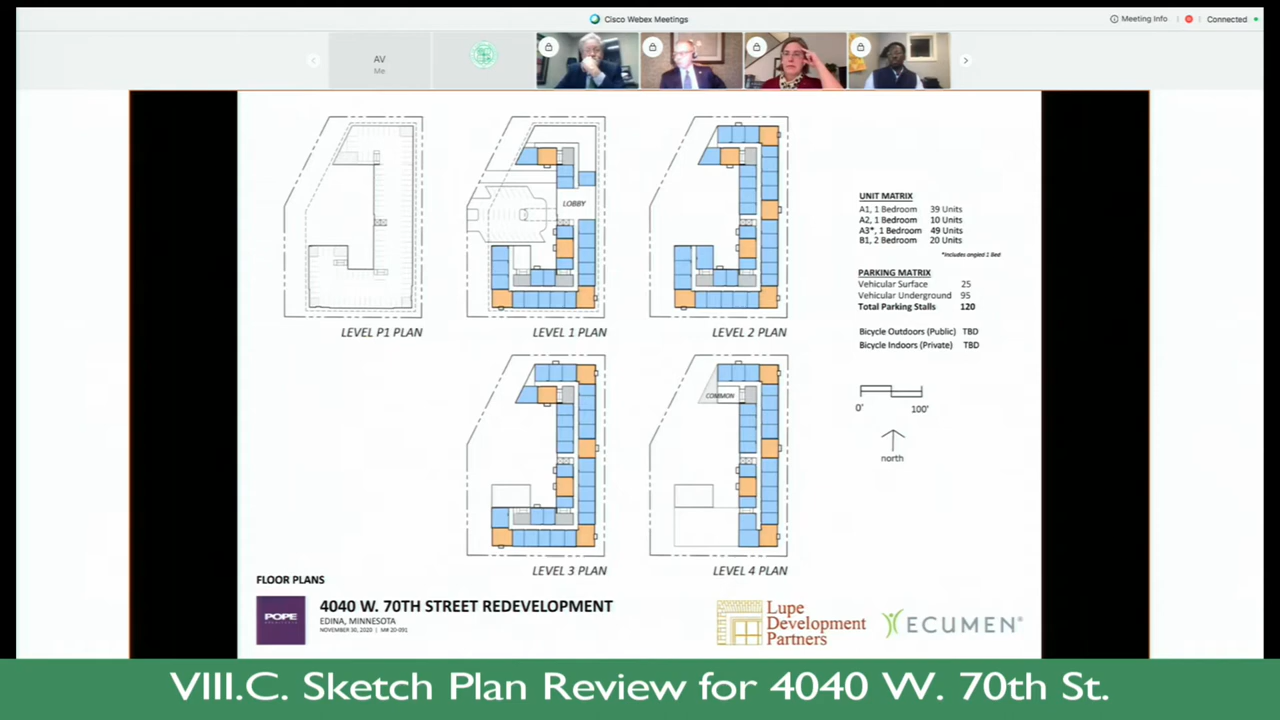 Cisco Webex Meetings
Meeting Info
Connected
AV
Me
LOBBY
LEVEL P1 PLAN
LEVEL 1 PLAN
LEVEL 2 PLAN
UNIT MATRIX
A1, 1 Bedroom 39 Units
A2, 1 Bedroom 10 Units
A3*, 1 Bedroom 49 Units
B1, 2 Bedroom 20 Units
*Includes angled 1 Bed
PARKING MATRIX
Vehicular Surface 25
Vehicular Underground 95
Total Parking Stalls 120
Bicycle Outdoors (Public) TBD
Bicycle Indoors (Private) TBD
0' 100'
north
COMMON
LEVEL 3 PLAN
LEVEL 4 PLAN
FLOOR PLANS
POPE
4040 W. 70TH STREET REDEVELOPMENT
EDINA, MINNESOTA
NOVEMBER 30, 2020 | M# 20-091
Lupe
Development
Partners
ECUMEN®
VIII.C. Sketch Plan Review for 4040 W. 70th St.